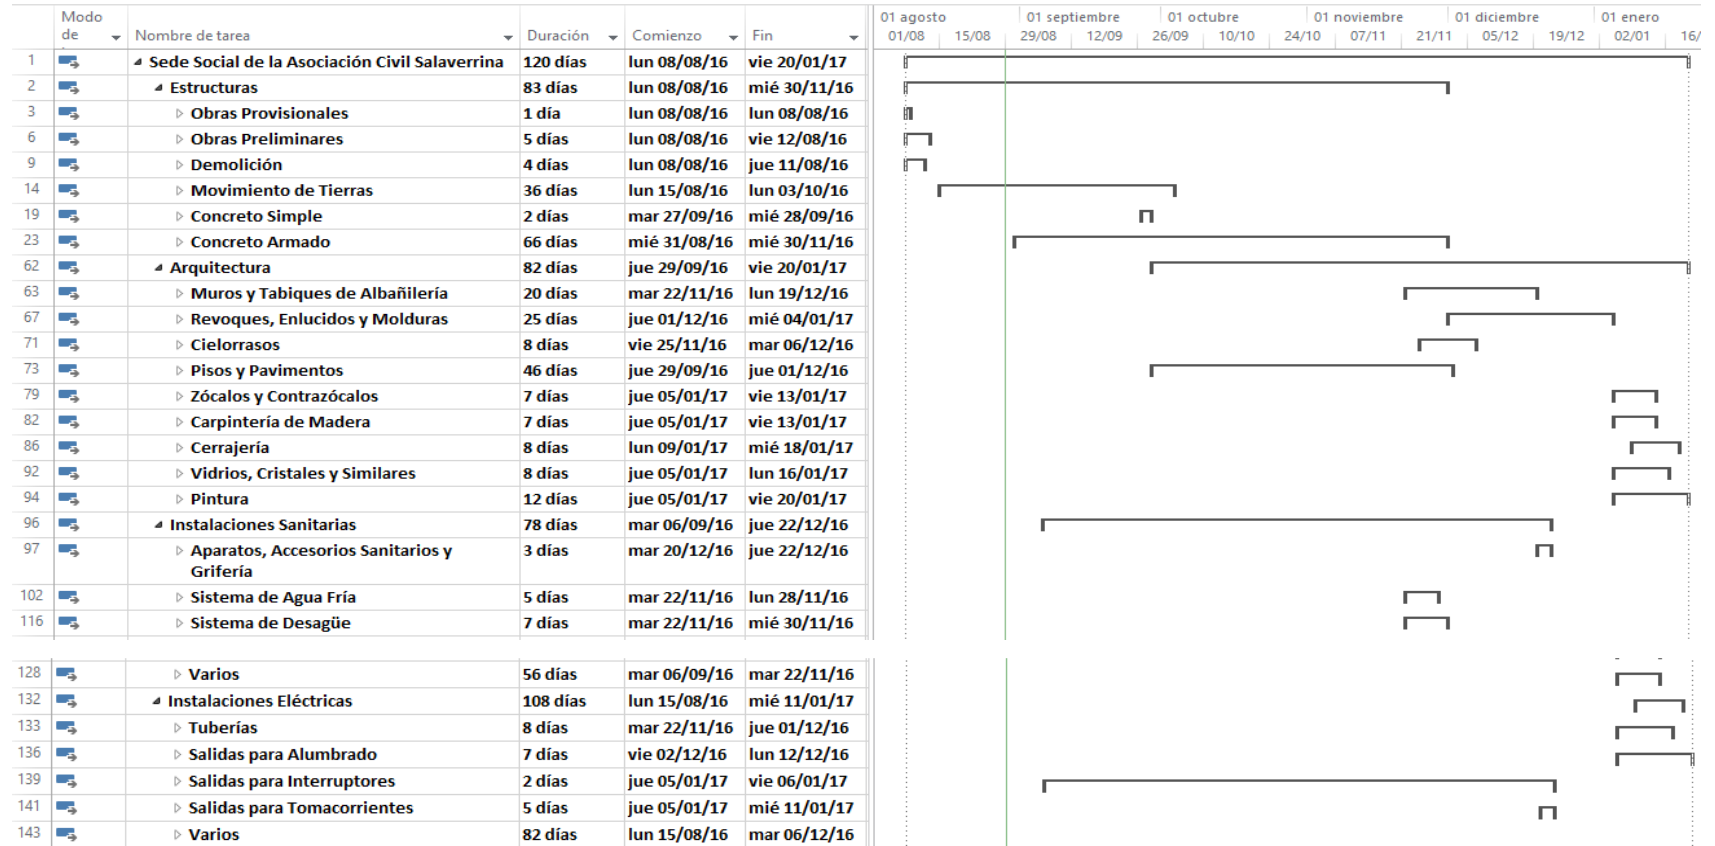 Modo de
Nombre de tarea
Duración
Comienzo
Fin
01 agosto 01 septiembre 01 octubre 01 noviembre 01 diciembre 01 enero
01/08 15/08 29/08 12/09 26/09 10/10 24/10 07/11 21/11 05/12 19/12 02/01 16/
1 Sede Social de la Asociación Civil Salaverrina 120 días lun 08/08/16 vie 20/01/17
2 Estructuras 83 días lun 08/08/16 mié 30/11/16
3 Obras Provisionales 1 día lun 08/08/16 lun 08/08/16
6 Obras Preliminares 5 días lun 08/08/16 vie 12/08/16
9 Demolición 4 días lun 08/08/16 jue 11/08/16
14 Movimiento de Tierras 36 días lun 15/08/16 lun 03/10/16
19 Concreto Simple 2 días mar 27/09/16 mié 28/09/16
23 Concreto Armado 66 días mié 31/08/16 mié 30/11/16
62 Arquitectura 82 días jue 29/09/16 vie 20/01/17
63 Muros y Tabiques de Albañilería 20 días mar 22/11/16 lun 19/12/16
67 Revoques, Enlucidos y Molduras 25 días jue 01/12/16 mié 04/01/17
71 Cielorrasos 8 días vie 25/11/16 mar 06/12/16
73 Pisos y Pavimentos 46 días jue 29/09/16 jue 01/12/16
79 Zócalos y Contrazócalos 7 días jue 05/01/17 vie 13/01/17
82 Carpintería de Madera 7 días jue 05/01/17 vie 13/01/17
86 Cerrajería 8 días lun 09/01/17 mié 18/01/17
92 Vidrios, Cristales y Similares 8 días jue 05/01/17 lun 16/01/17
94 Pintura 12 días jue 05/01/17 vie 20/01/17
96 Instalaciones Sanitarias 78 días mar 06/09/16 jue 22/12/16
97 Aparatos, Accesorios Sanitarios y 3 días mar 20/12/16 jue 22/12/16
Grifería
102 Sistema de Agua Fría 5 días mar 22/11/16 lun 28/11/16
116 Sistema de Desagüe 7 días mar 22/11/16 mié 30/11/16
128 Varios 56 días mar 06/09/16 mar 22/11/16
132 Instalaciones Eléctricas 108 días lun 15/08/16 mié 11/01/17
133 Tuberías 8 días mar 22/11/16 jue 01/12/16
136 Salidas para Alumbrado 7 días vie 02/12/16 lun 12/12/16
139 Salidas para Interruptores 2 días jue 05/01/17 vie 06/01/17
141 Salidas para Tomacorrientes 5 días jue 05/01/17 mié 11/01/17
143 Varios 82 días lun 15/08/16 mar 06/12/16